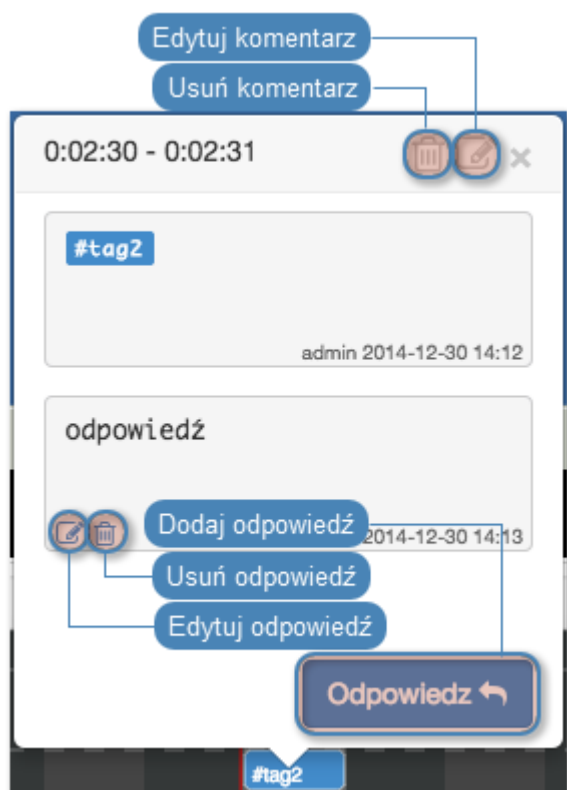 Edytuj komentarz
Usuń komentarz
0:02:30 - 0:02:31
#tag2
admin 2014-12-30 14:12
odpowiedź
Dodaj odpowiedź
2014-12-30 14:13
Usuń odpowiedź
Edytuj odpowiedź
Odpowiedz
#tag2